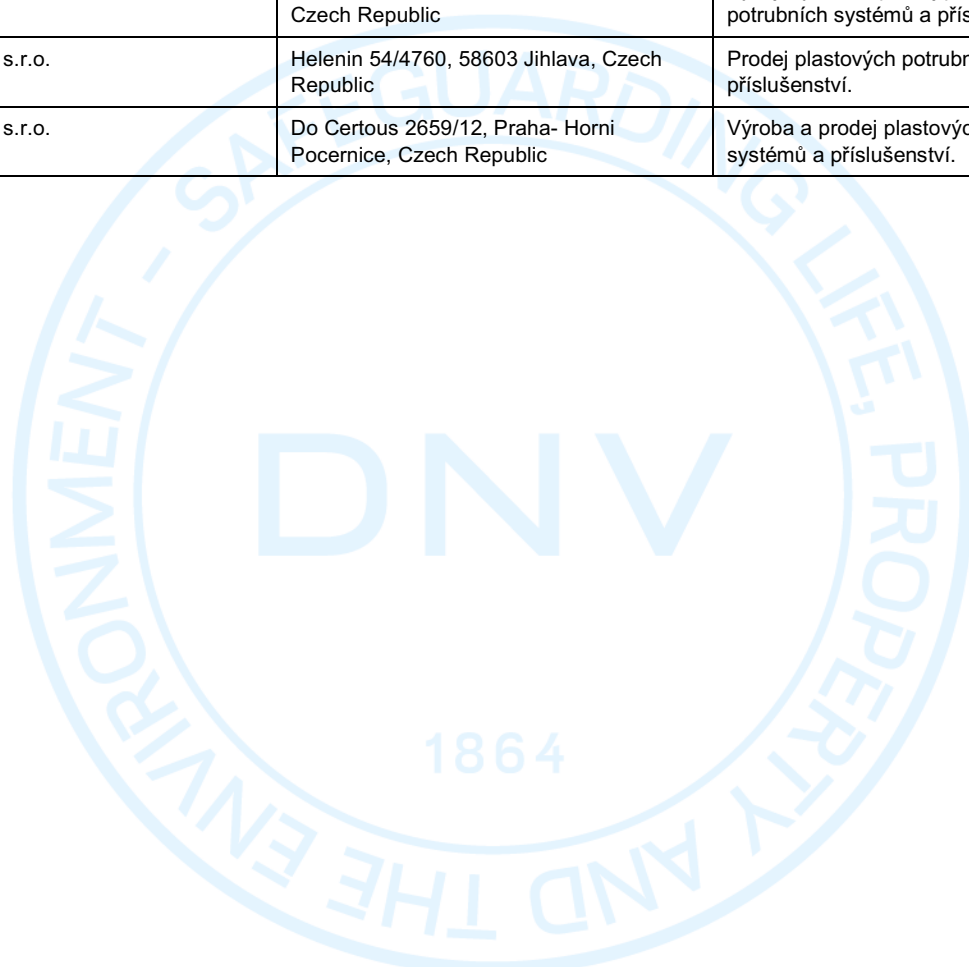 Czech Republic
potrubních systémů a přís
s.r.o.
Helenin 54/4760, 58603 Jihlava, Czech
Republic
Prodej plastových potrubn
příslušenství.
s.r.o.
Do Certous 2659/12, Praha- Horni
Pocernice, Czech Republic
Výroba a prodej plastovýc
systémů a příslušenství.
SAFEGUARDING LIFE, PROPERTY AND THE ENVIRONMENT -
DNV
1864